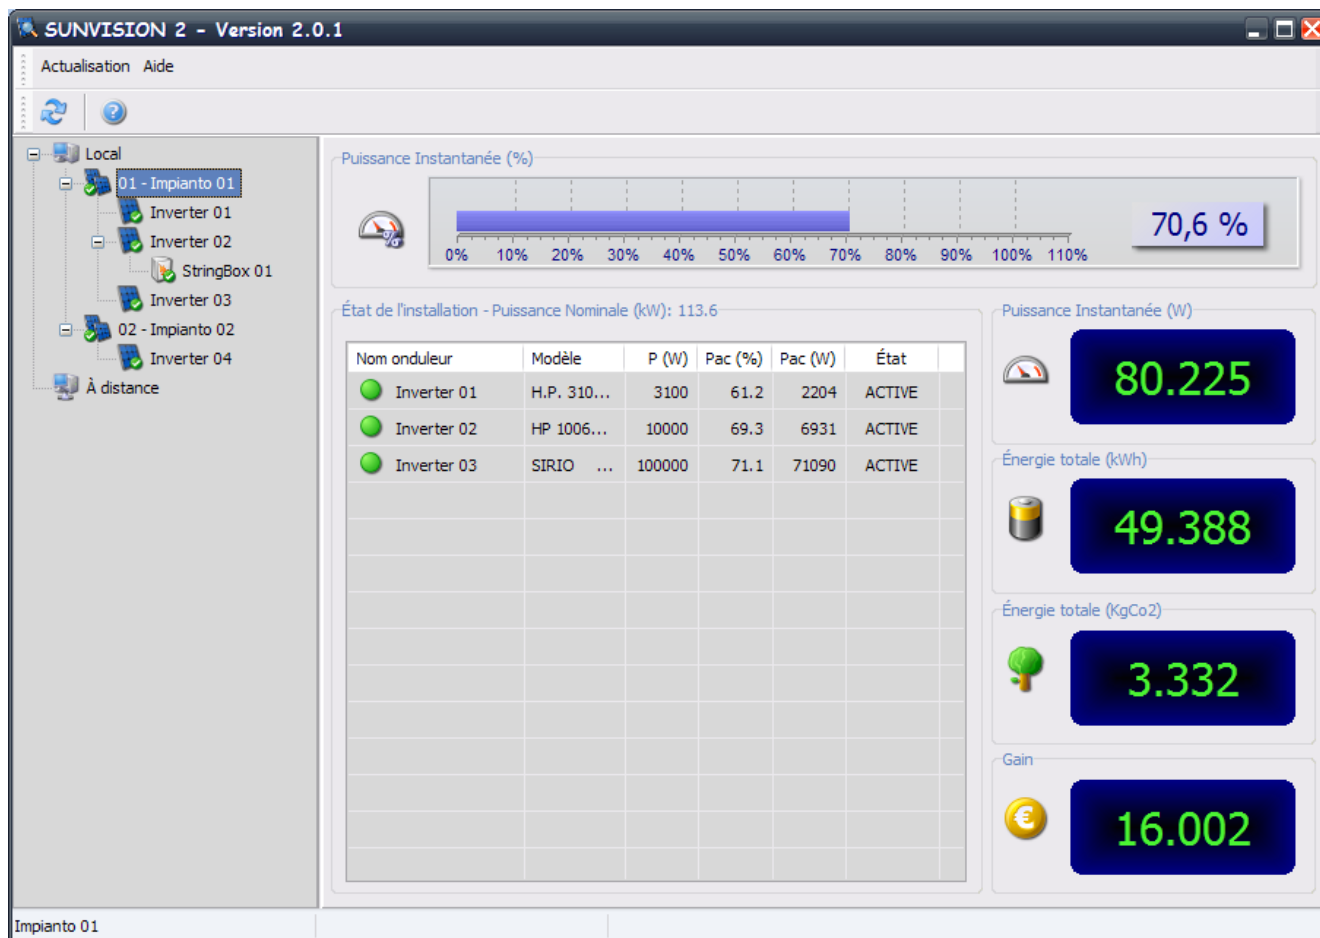 SUNVISION 2 - Version 2.0.1
Actualisation Aide
Local
01 - Impianto 01
Inverter 01
Inverter 02
StringBox 01
Inverter 03
02 - Impianto 02
Inverter 04
À distance
Puissance Instantanée (%)
0% 10% 20% 30% 40% 50% 60% 70% 80% 90% 100% 110%
70,6 %
État de l'installation - Puissance Nominale (kW): 113.6
Nom onduleur Modèle P (W) Pac (%) Pac (W) État
Inverter 01 H.P. 310... 3100 61.2 2204 ACTIVE
Inverter 02 HP 1006... 10000 69.3 6931 ACTIVE
Inverter 03 SIRIO ... 100000 71.1 71090 ACTIVE
Puissance Instantanée (W)
80.225
Énergie totale (kWh)
49.388
Énergie totale (KgCo2)
3.332
Gain
16.002
Impianto 01